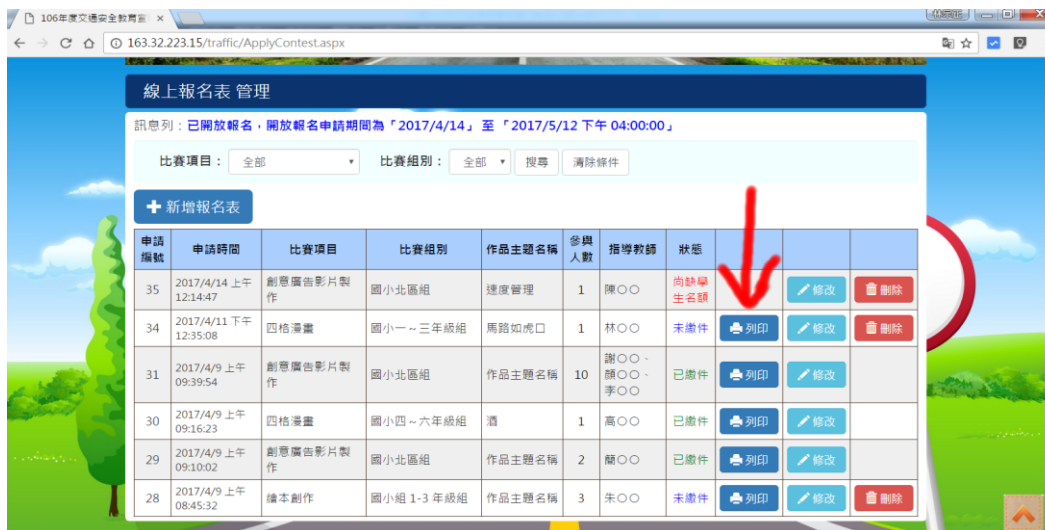 106年度交通安全教育宣
163.32.223.15/traffic/ApplyContest.aspx
線上報名表 管理
訊息列：已開放報名，開放報名申請期間為「2017/4/14」 至 「2017/5/12 下午 04:00:00」
比賽項目： 全部 比賽組別： 全部 搜尋 清除條件
新增報名表
申請編號 申請時間 比賽項目 比賽組別 作品主題名稱 參與人數 指導教師 狀態
35 2017/4/14 上午 12:14:47 創意廣告影片製作 國小北區組 速度管理 1 陳○○ 尚缺學生名額 修改 刪除
34 2017/4/11 下午 12:35:08 四格漫畫 國小一～三年級組 馬路如虎口 1 林○○ 未繳件 列印 修改 刪除
31 2017/4/9 上午 09:39:54 創意廣告影片製作 國小北區組 作品主題名稱 10 謝○○、顏○○、李○○ 已繳件 列印 修改
30 2017/4/9 上午 09:16:23 四格漫畫 國小四～六年級組 酒 1 高○○ 已繳件 列印 修改
29 2017/4/9 上午 09:10:02 創意廣告影片製作 國小北區組 作品主題名稱 2 簡○○ 已繳件 列印 修改
28 2017/4/9 上午 08:45:32 繪本創作 國小組 1-3 年級組 作品主題名稱 3 朱○○ 未繳件 列印 修改 刪除